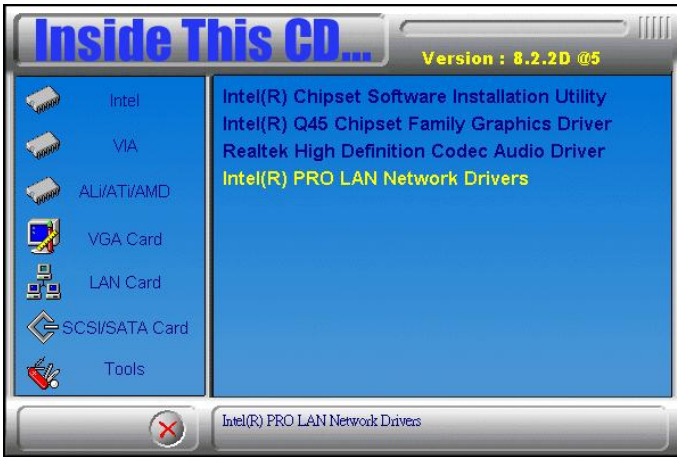 Inside This CD...
Version : 8.2.2D @5
Intel
VIA
ALi/ATi/AMD
VGA Card
LAN Card
SCSI/SATA Card
Tools
Intel(R) Chipset Software Installation Utility
Intel(R) Q45 Chipset Family Graphics Driver
Realtek High Definition Codec Audio Driver
Intel(R) PRO LAN Network Drivers
Intel(R) PRO LAN Network Drivers